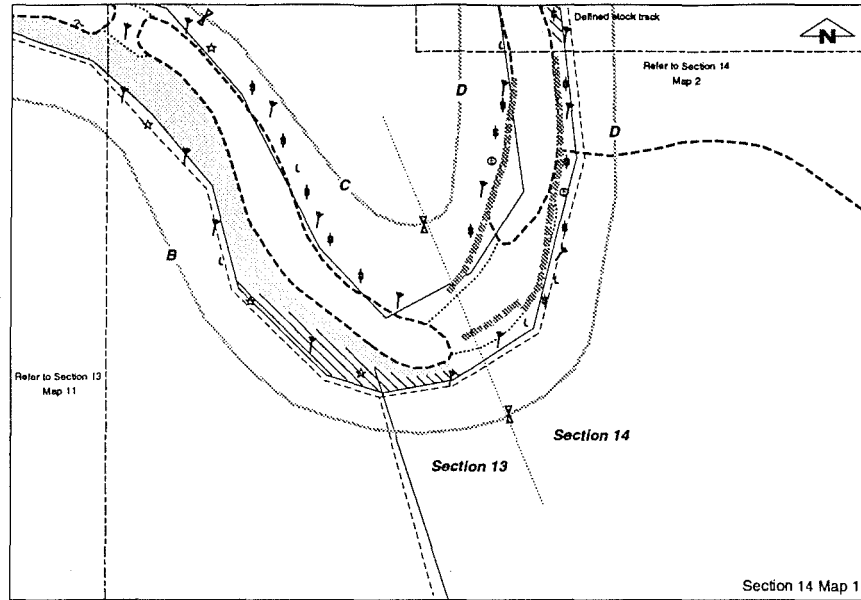 Defined stock track
N
Refer to Section 14
Map 2
D
D
C
B
Refer to Section 13
Map 11
Section 14
Section 13
Section 14 Map 1